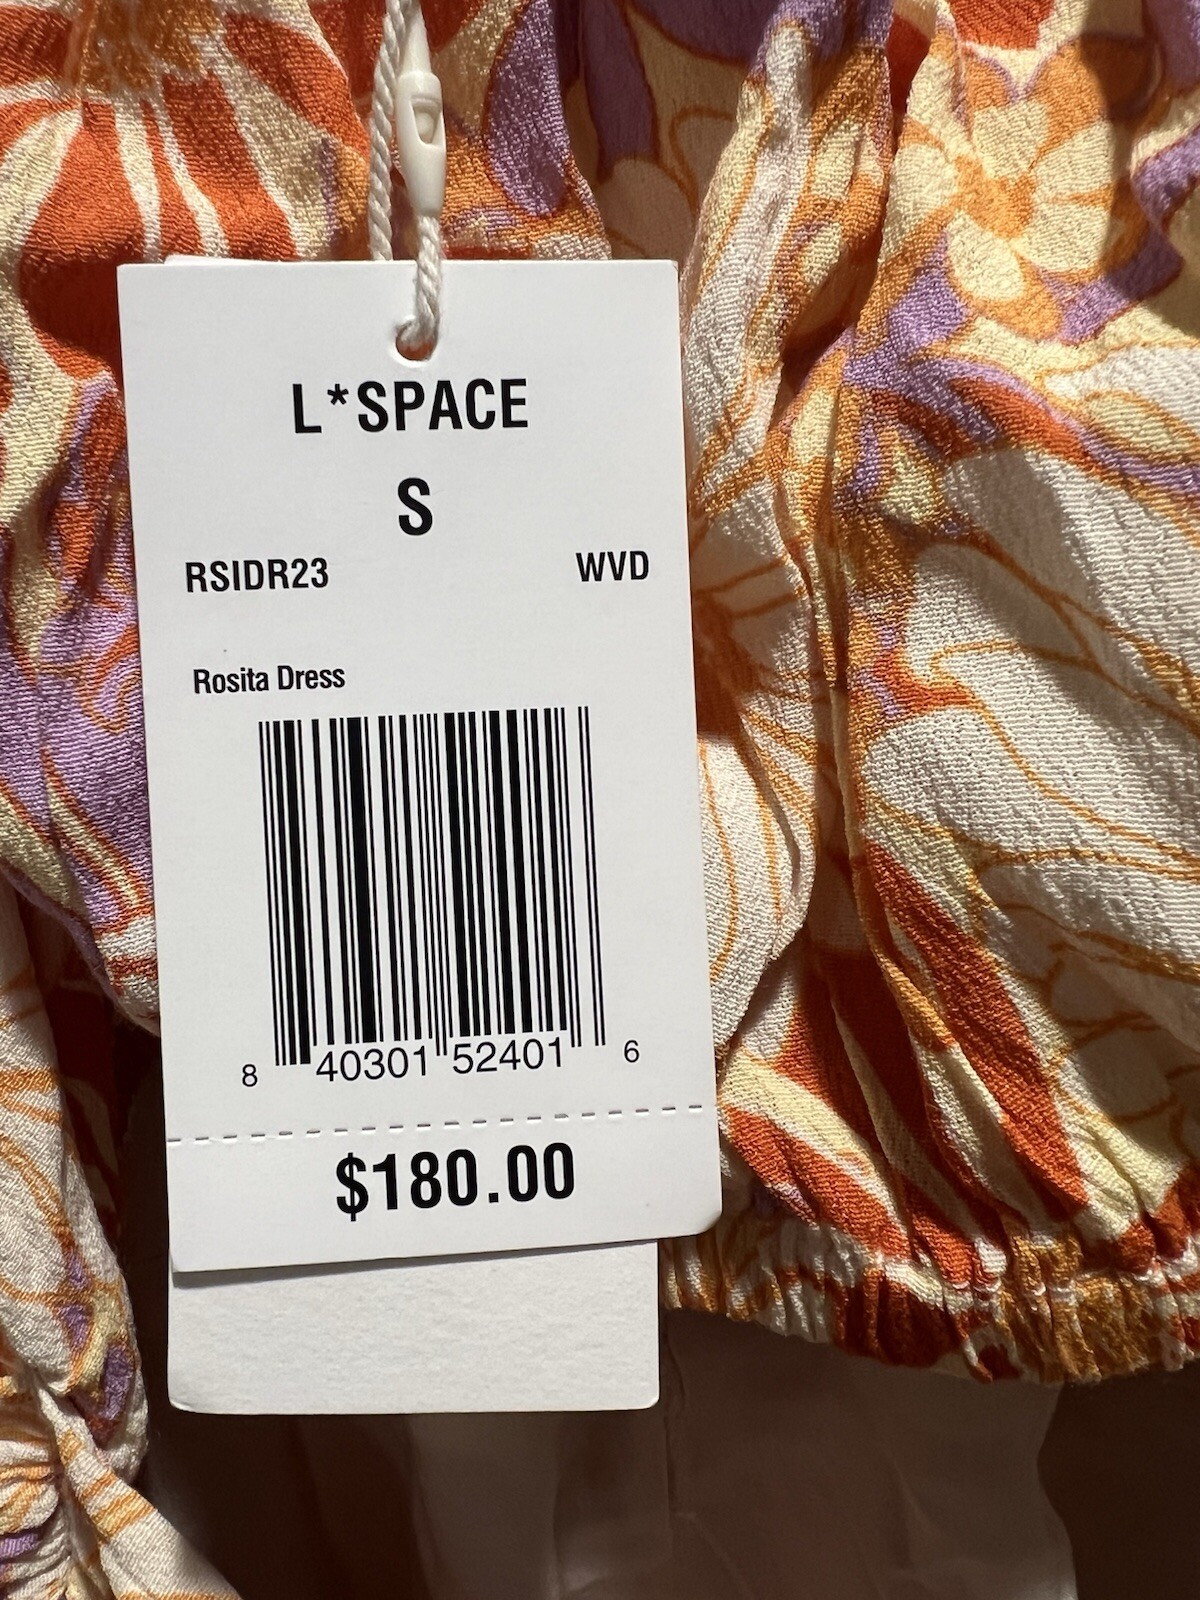 L*SPACE
S
RSIDR23 WVD
Rosita Dress
8 40301 52401 6
$180.00